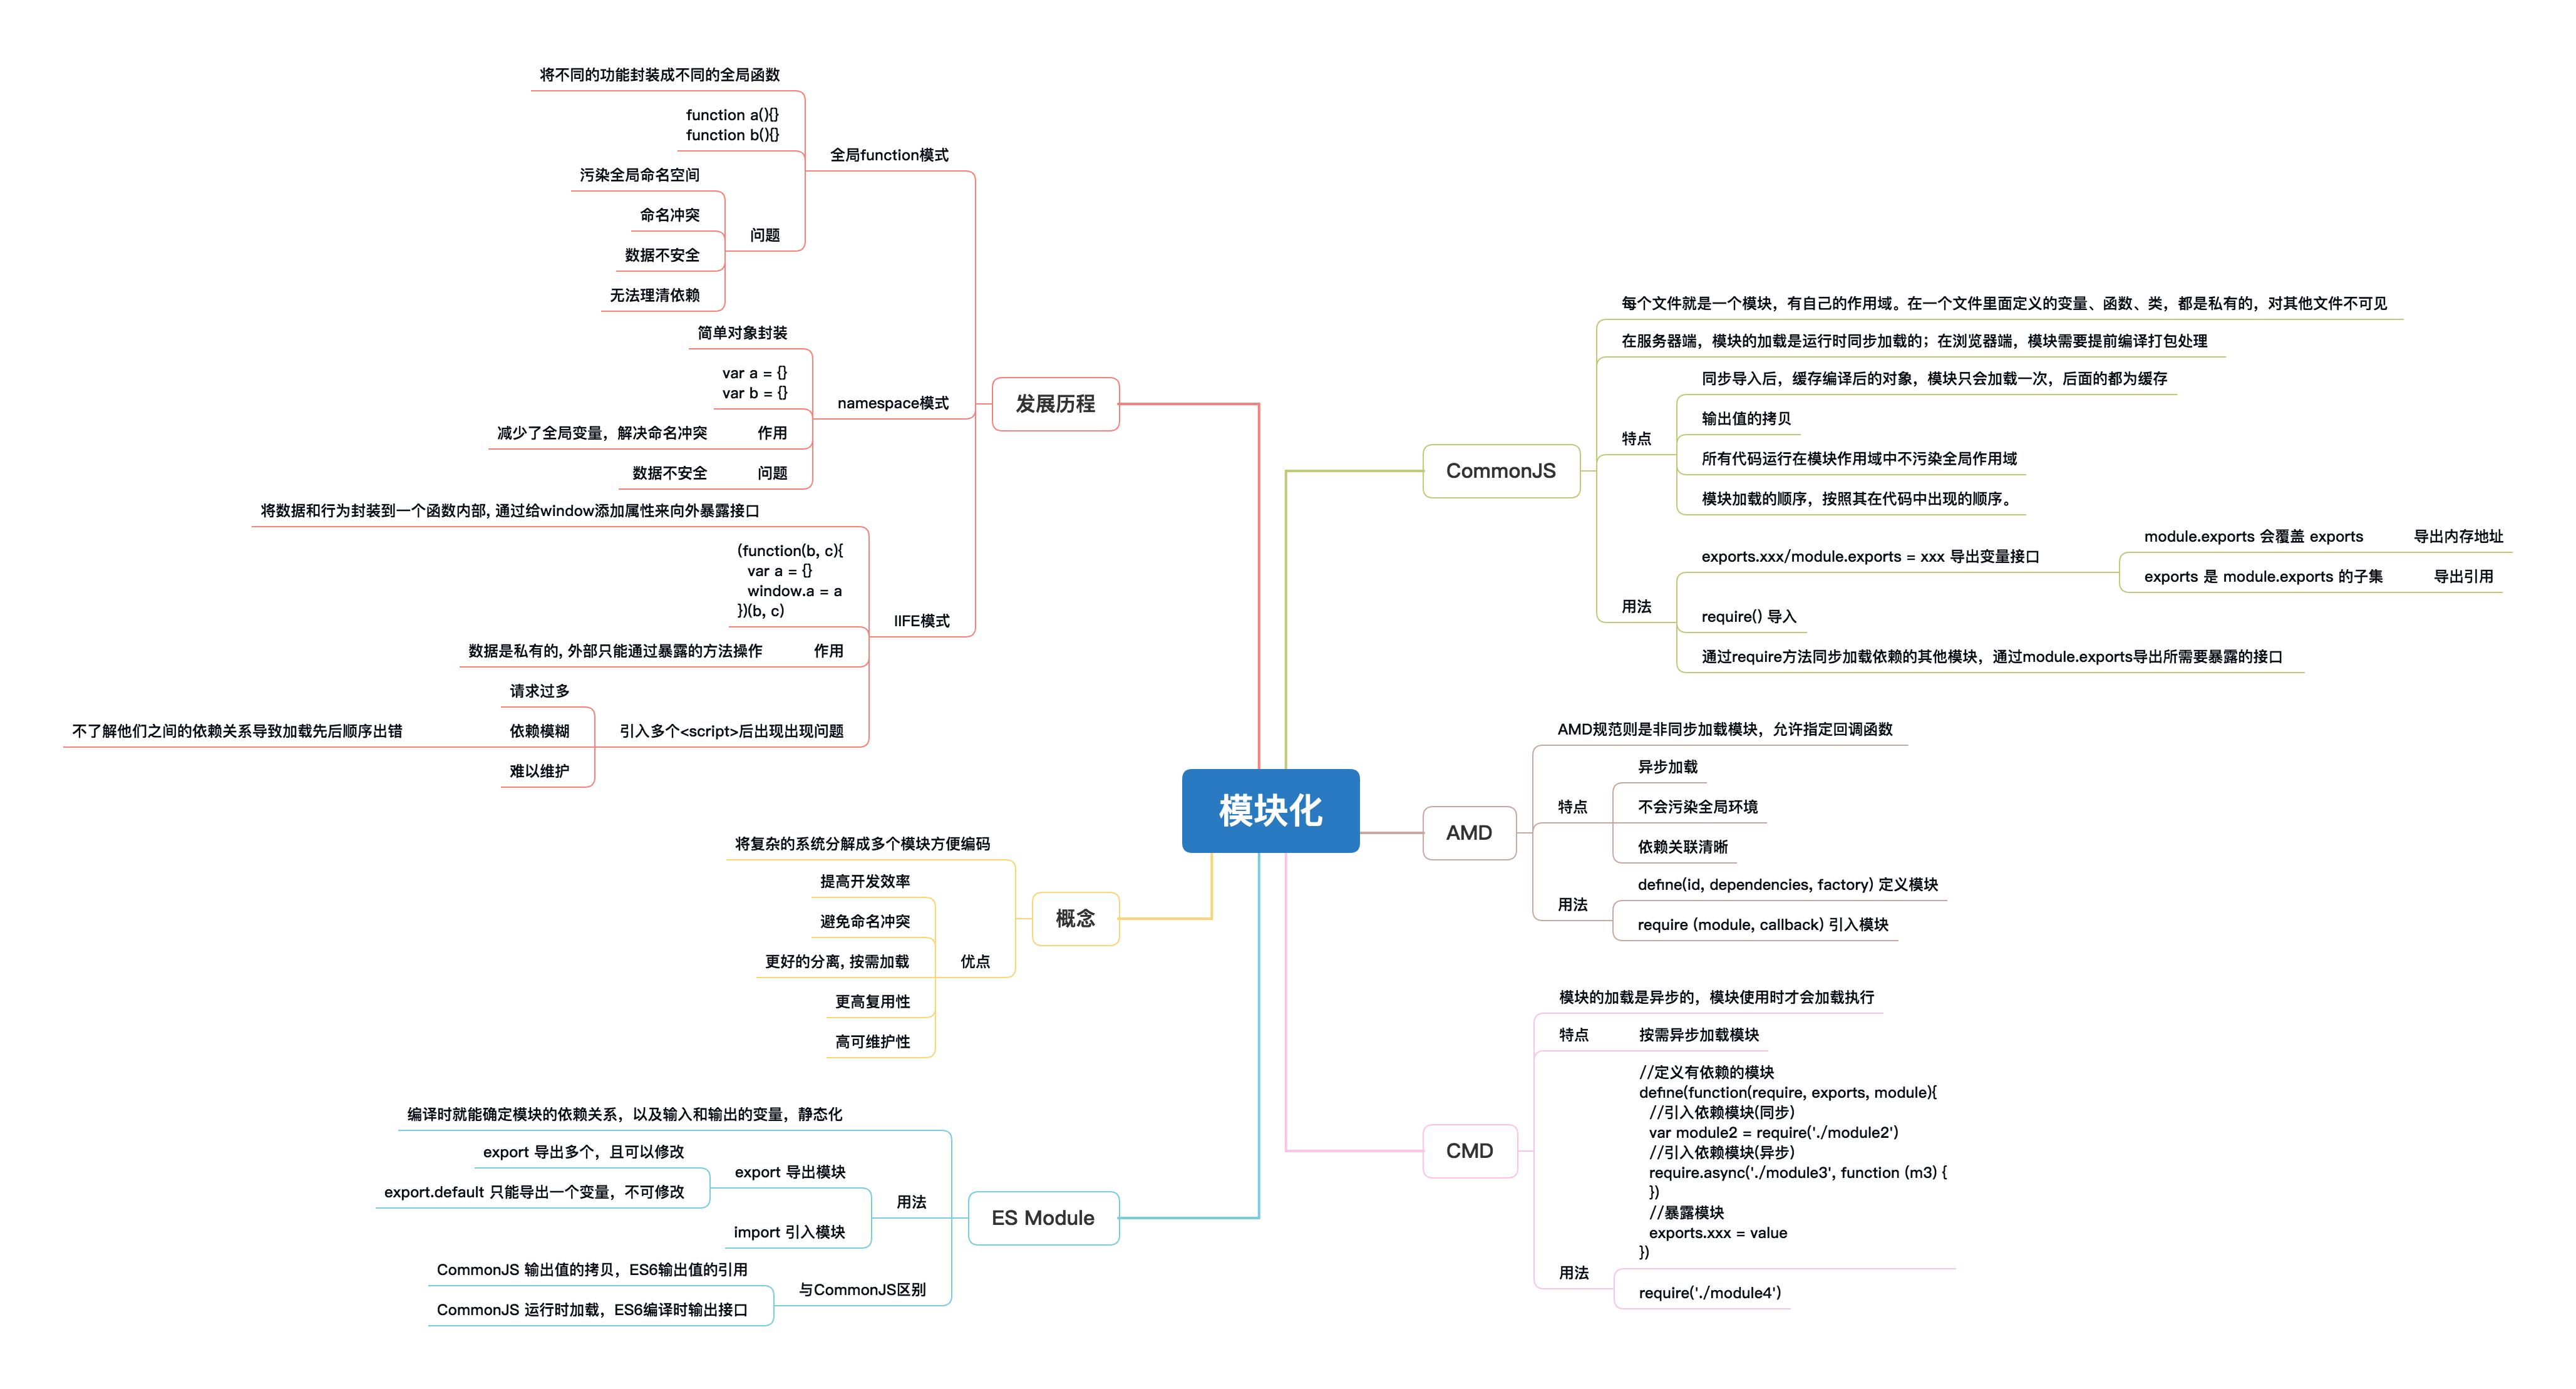 模块化
发展历程
全局function模式
将不同的功能封装成不同的全局函数
function a(){}
function b(){}
问题
污染全局命名空间
命名冲突
数据不安全
无法理清依赖
namespace模式
简单对象封装
var a = {}
var b = {}
作用
减少了全局变量，解决命名冲突
问题
数据不安全
IIFE模式
将数据和行为封装到一个函数内部, 通过给window添加属性来向外暴露接口
(function(b, c){
var a = {}
window.a = a
})(b, c)
作用
数据是私有的, 外部只能通过暴露的方法操作
引入多个<script>后出现出现问题
请求过多
依赖模糊
不了解他们之间的依赖关系导致加载先后顺序出错
难以维护
概念
将复杂的系统分解成多个模块方便编码
优点
提高开发效率
避免命名冲突
更好的分离, 按需加载
更高复用性
高可维护性
ES Module
编译时就能确定模块的依赖关系，以及输入和输出的变量，静态化
用法
export 导出模块
export 导出多个，且可以修改
export.default 只能导出一个变量，不可修改
import 引入模块
与CommonJS区别
CommonJS 输出值的拷贝，ES6输出值的引用
CommonJS 运行时加载，ES6编译时输出接口
CommonJS
每个文件就是一个模块，有自己的作用域。在一个文件里面定义的变量、函数、类，都是私有的，对其他文件不可见
在服务器端，模块的加载是运行时同步加载的；在浏览器端，模块需要提前编译打包处理
特点
同步导入后，缓存编译后的对象，模块只会加载一次，后面的都为缓存
输出值的拷贝
所有代码运行在模块作用域中不污染全局作用域
模块加载的顺序，按照其在代码中出现的顺序。
用法
exports.xxx/module.exports = xxx 导出变量接口
module.exports 会覆盖 exports
导出内存地址
exports 是 module.exports 的子集
导出引用
require() 导入
通过require方法同步加载依赖的其他模块，通过module.exports导出所需要暴露的接口
AMD
AMD规范则是非同步加载模块，允许指定回调函数
特点
异步加载
不会污染全局环境
依赖关联清晰
用法
define(id, dependencies, factory) 定义模块
require (module, callback) 引入模块
CMD
模块的加载是异步的，模块使用时才会加载执行
特点
按需异步加载模块
用法
//定义有依赖的模块
define(function(require, exports, module){
//引入依赖模块(同步)
var module2 = require('./module2')
//引入依赖模块(异步)
require.async('./module3', function (m3) {
})
//暴露模块
exports.xxx = value
})
require('./module4')